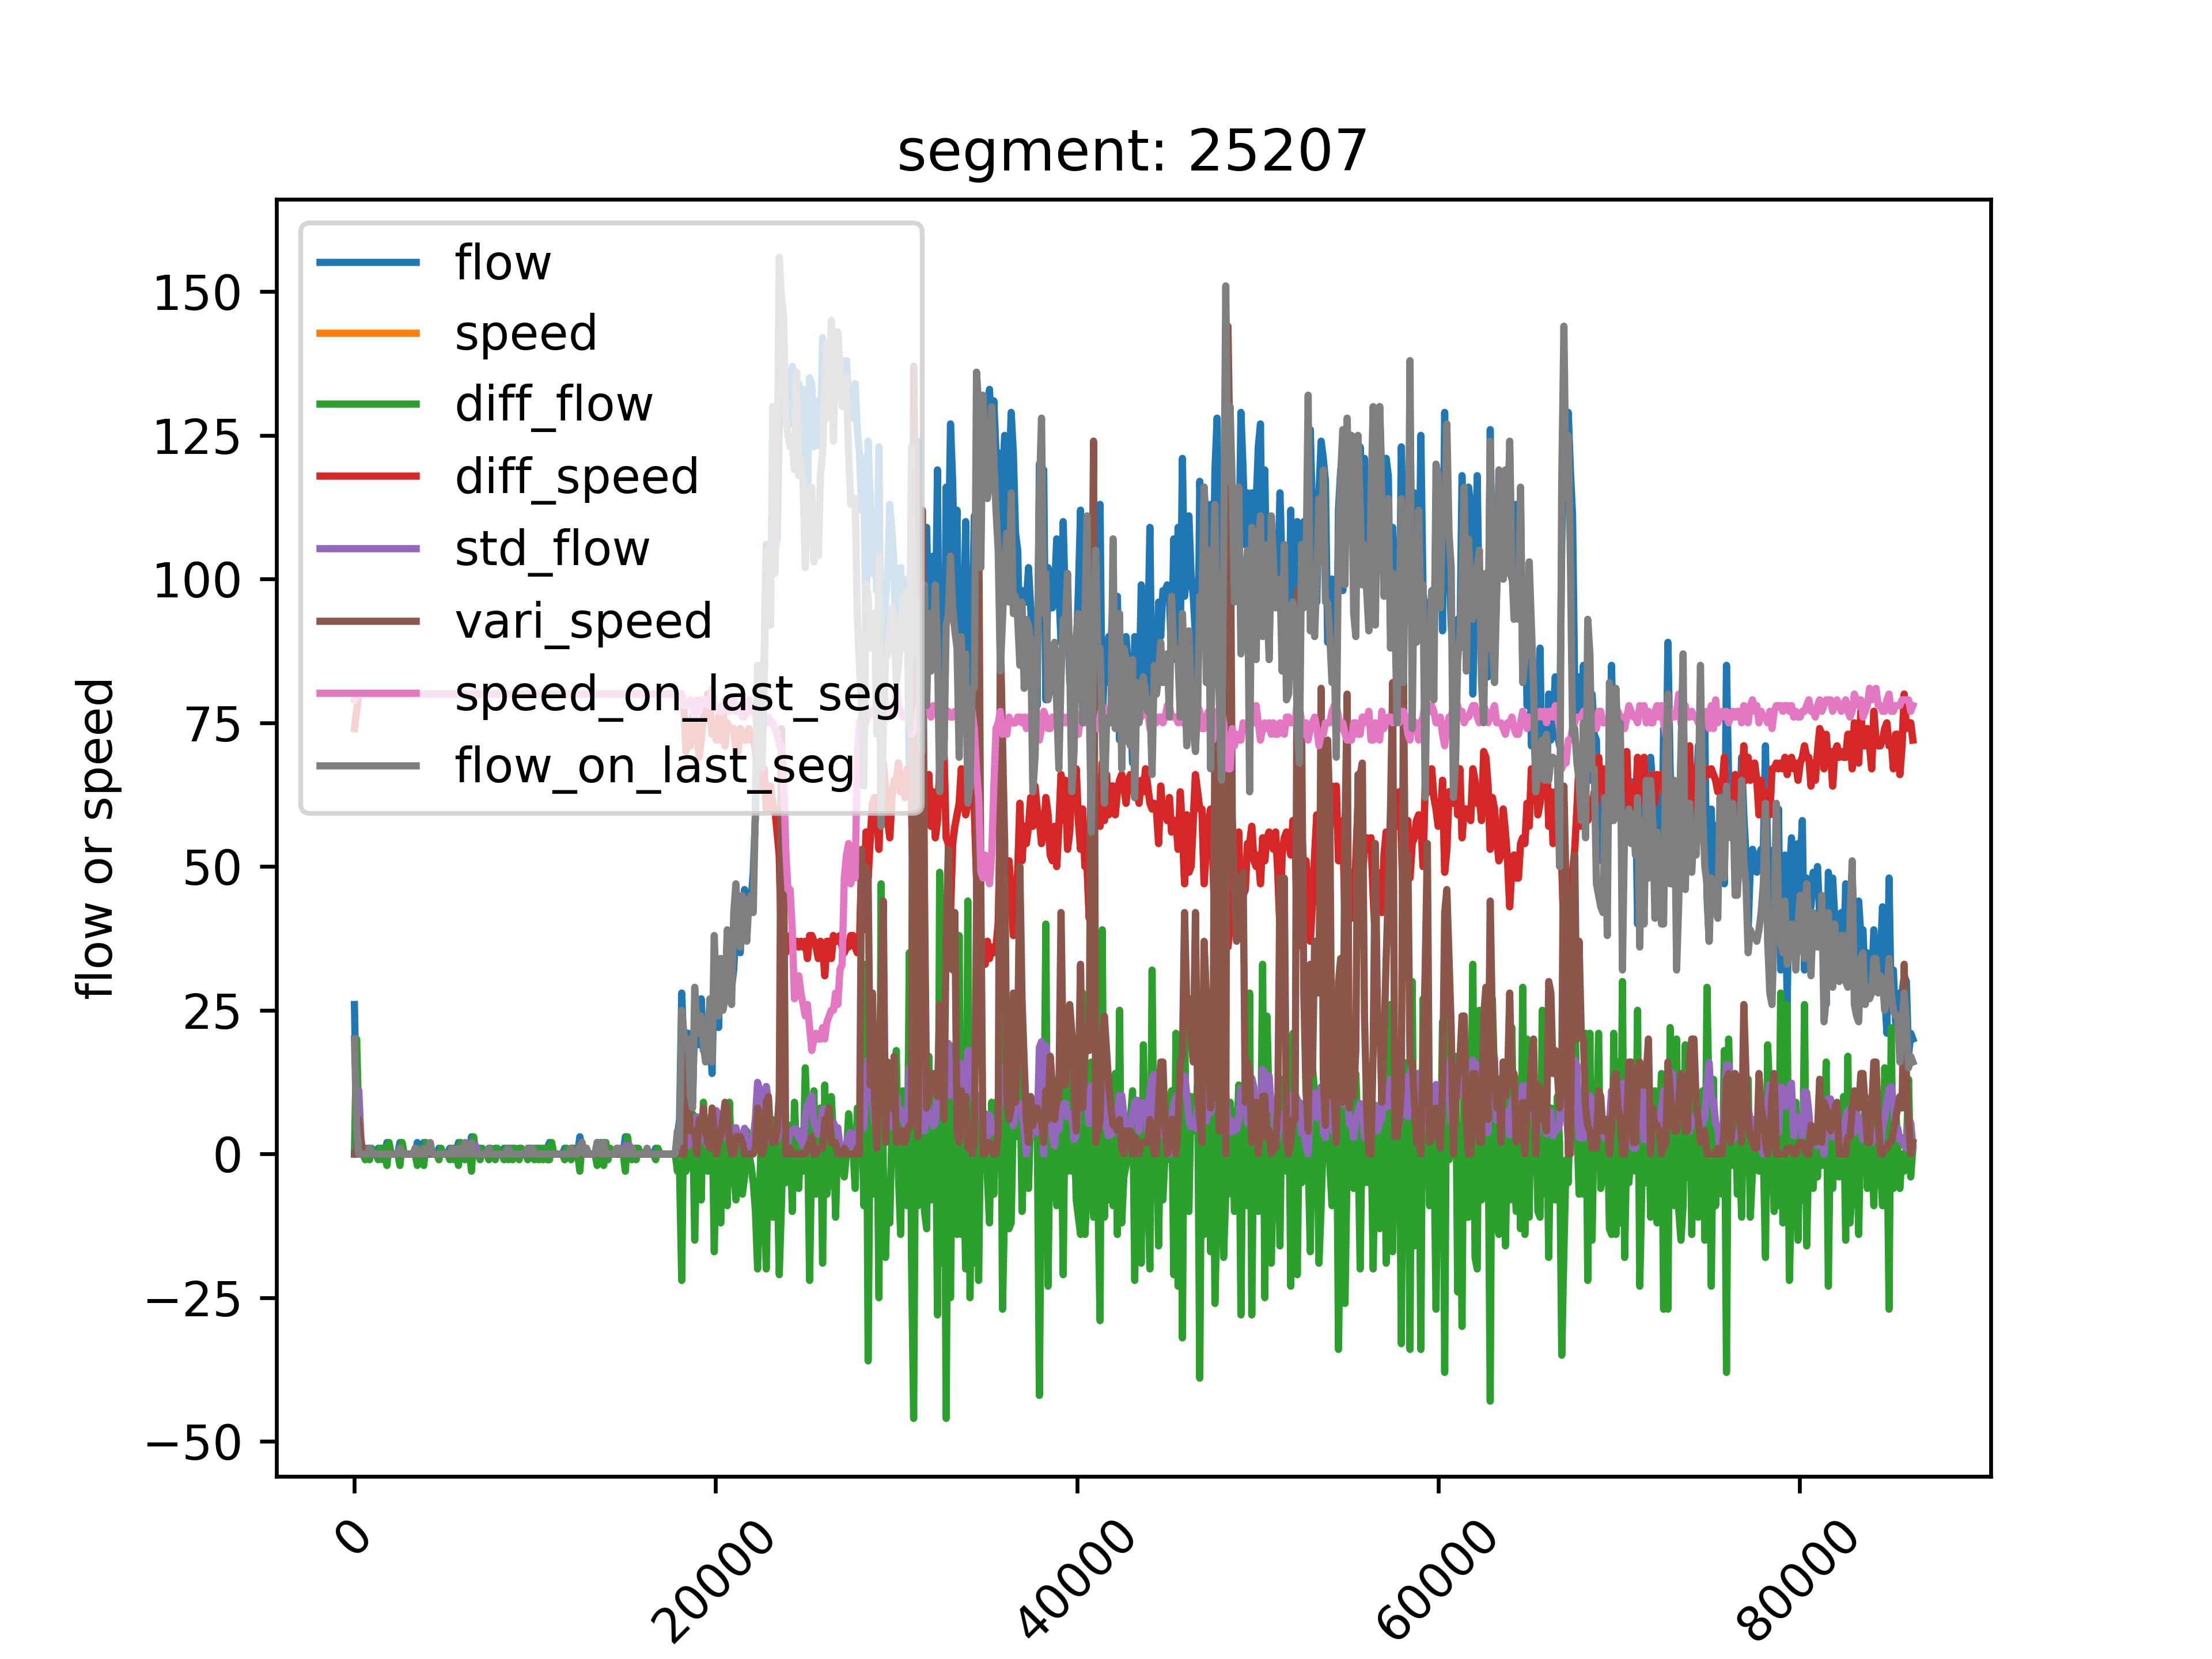 segment: 25207
flow or speed
150
125
100
75
50
25
0
−25
−50
flow
speed
diff_flow
diff_speed
std_flow
vari_speed
speed_on_last_seg
flow_on_last_seg
0
20000
40000
60000
80000